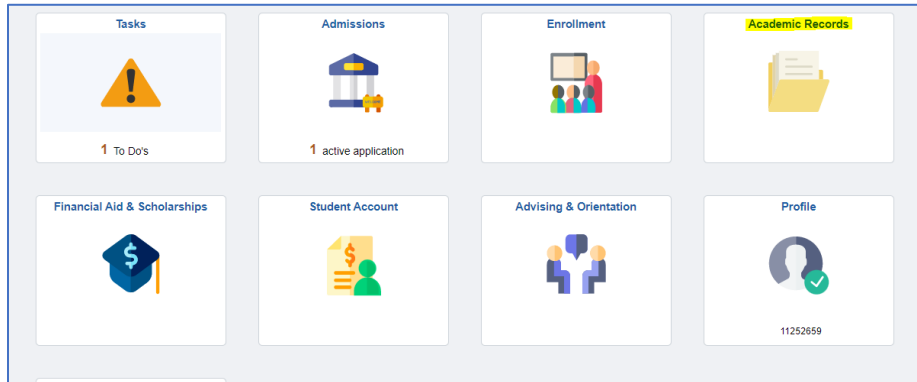 Tasks
Admissions
Enrollment
Academic Records
1 To Do's
1 active application
Financial Aid & Scholarships
Student Account
Advising & Orientation
Profile
11252659